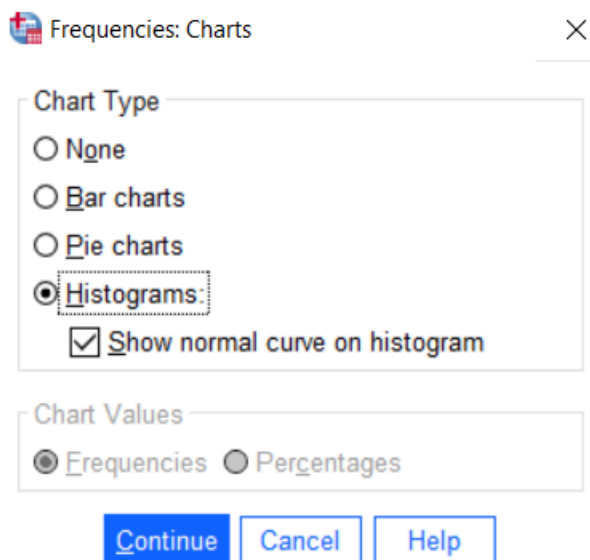 Frequencies: Charts
Chart Type
None
Bar charts
Pie charts
Histograms:
Show normal curve on histogram
Chart Values
Frequencies Percentages
Continue Cancel Help